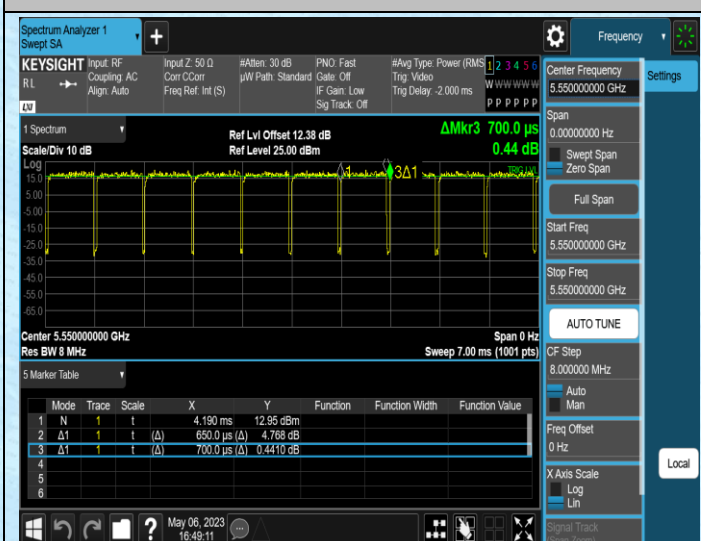 Spectrum Analyzer 1
Swept SA
Frequency
KEYSIGHT
RL
Input: RF
Coupling: AC
Align: Auto
Input Z: 50 Ω
Corr CCorr
Freq Ref: Int (S)
#Atten: 30 dB
µW Path: Standard
PNO: Fast
Gate: Off
IF Gain: Low
Sig Track: Off
#Avg Type: Power (RMS
Trig: Video
Trig Delay: -2.000 ms
1 2 3 4 5 6
W W W W W W
P P P P P P
LXI
1 Spectrum
Scale/Div 10 dB
Ref Lvl Offset 12.38 dB
Ref Level 25.00 dBm
ΔMkr3 700.0 µs
0.44 dB
Log
15.0
5.00
-5.00
-15.0
-25.0
-35.0
-45.0
-55.0
-65.0
3Δ1
TRIG LVL
Center 5.550000000 GHz
Res BW 8 MHz
Span 0 Hz
Sweep 7.00 ms (1001 pts)
5 Marker Table
Mode Trace Scale X Y Function Function Width Function Value
1 N 1 t 4.190 ms 12.95 dBm
2 Δ1 1 t (Δ) 650.0 µs (Δ) 4.768 dB
3 Δ1 1 t (Δ) 700.0 µs (Δ) 0.4410 dB
4
5
6
?
May 06, 2023
16:49:11
Center Frequency
5.550000000 GHz
Span
0.00000000 Hz
Swept Span
Zero Span
Full Span
Start Freq
5.550000000 GHz
Stop Freq
5.550000000 GHz
AUTO TUNE
CF Step
8.000000 MHz
Auto
Man
Freq Offset
0 Hz
X Axis Scale
Log
Lin
Signal Track
(Span Zoom)
Settings
Local